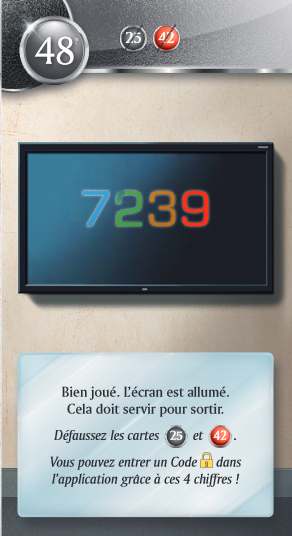 48
25 42
7239
Bien joué. L'écran est allumé.
Cela doit servir pour sortir.
Défaussez les cartes 25 et 42.
Vous pouvez entrer un Code dans
l'application grâce à ces 4 chiffres !